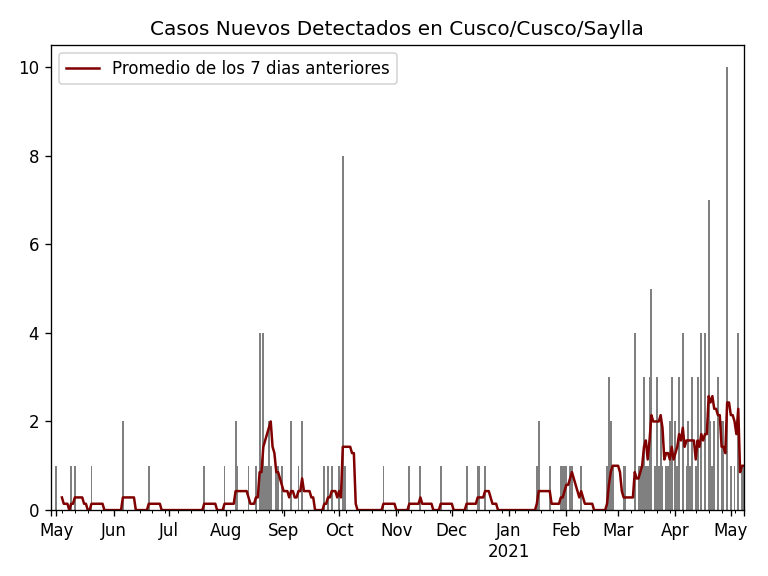 Casos Nuevos Detectados en Cusco/Cusco/Saylla
Promedio de los 7 dias anteriores
10
8
6
4
2
0
May Jun Jul Aug Sep Oct Nov Dec Jan Feb Mar Apr May
2021